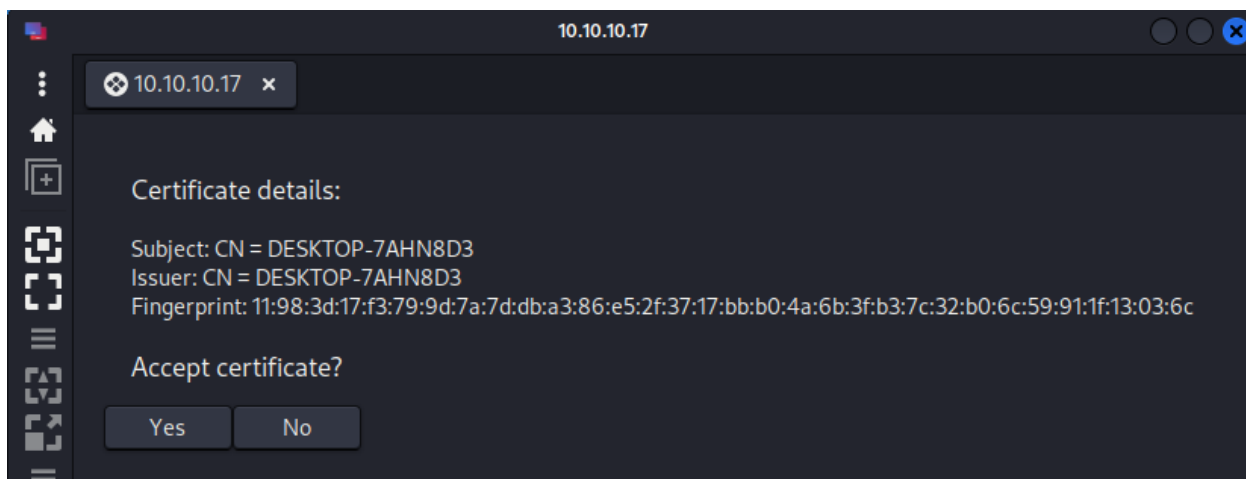 10.10.10.17
10.10.10.17
Certificate details:
Subject: CN = DESKTOP-7AHN8D3
Issuer: CN = DESKTOP-7AHN8D3
Fingerprint: 11:98:3d:17:f3:79:9d:7a:7d:db:a3:86:e5:2f:37:17:bb:b0:4a:6b:3f:b3:7c:32:b0:6c:59:91:1f:13:03:6c
Accept certificate?
Yes No